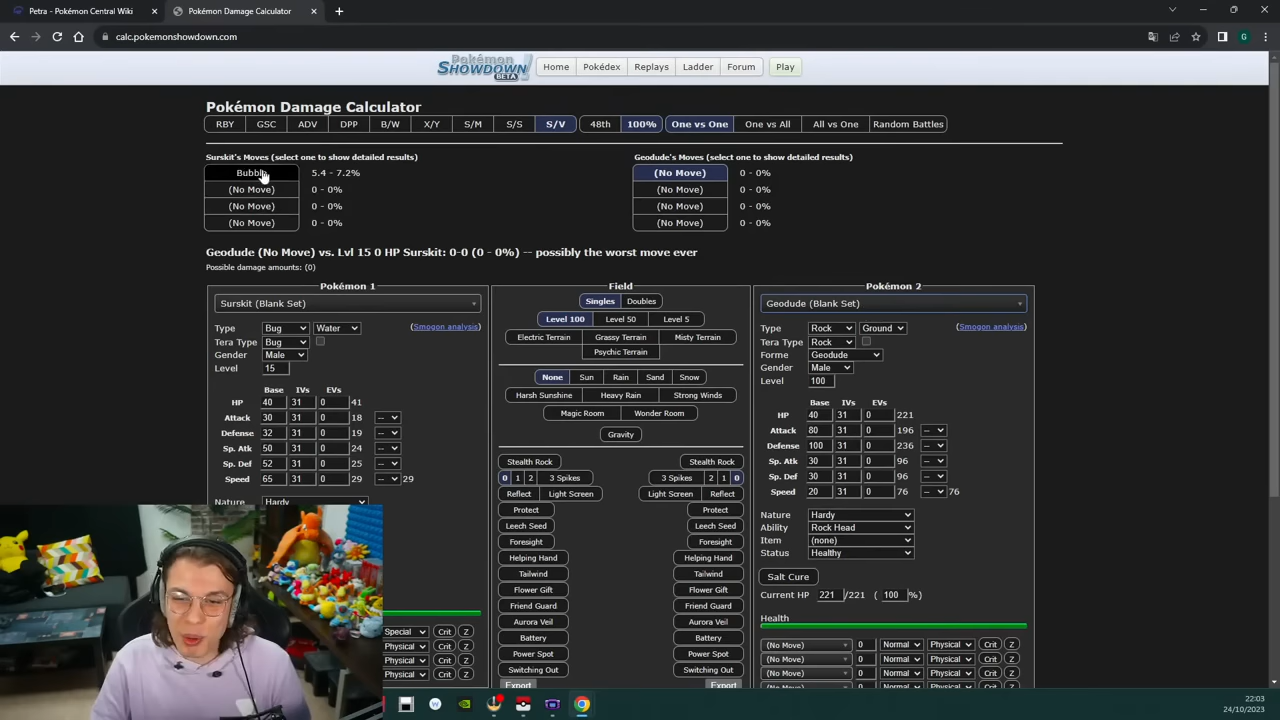 Petra - Pokémon Central Wiki
Pokémon Damage Calculator
calc.pokemonshowdown.com
G
Pokémon
SHOWDOWN!
BETA
Home Pokédex Replays Ladder Forum Play
Pokémon Damage Calculator
RBY GSC ADV DPP B/W X/Y S/M S/S S/V 48th 100% One vs One One vs All All vs One Random Battles
Surskit's Moves (select one to show detailed results)
Bubble 5.4 - 7.2%
(No Move) 0 - 0%
(No Move) 0 - 0%
(No Move) 0 - 0%
Geodude's Moves (select one to show detailed results)
(No Move) 0 - 0%
(No Move) 0 - 0%
(No Move) 0 - 0%
(No Move) 0 - 0%
Geodude (No Move) vs. Lvl 15 0 HP Surskit: 0-0 (0 - 0%) -- possibly the worst move ever
Possible damage amounts: (0)
Pokémon 1
Surskit (Blank Set)
Type Bug Water (Smogon analysis)
Tera Type Bug
Gender Male
Level 15
Base IVs EVs
HP 40 31 0 41
Attack 30 31 0 18 --
Defense 32 31 0 19 --
Sp. Atk 50 31 0 24 --
Sp. Def 52 31 0 25 --
Speed 65 31 0 29 -- 29
Nature Hardy
Special Crit Z
Physical Crit Z
Physical Crit Z
Physical Crit Z
Field
Singles Doubles
Level 100 Level 50 Level 5
Electric Terrain Grassy Terrain Misty Terrain
Psychic Terrain
None Sun Rain Sand Snow
Harsh Sunshine Heavy Rain Strong Winds
Magic Room Wonder Room
Gravity
Stealth Rock Stealth Rock
0 1 2 3 Spikes 3 Spikes 2 1 0
Reflect Light Screen Light Screen Reflect
Protect Protect
Leech Seed Leech Seed
Foresight Foresight
Helping Hand Helping Hand
Tailwind Tailwind
Flower Gift Flower Gift
Friend Guard Friend Guard
Aurora Veil Aurora Veil
Battery Battery
Power Spot Power Spot
Switching Out Switching Out
Export Export
Pokémon 2
Geodude (Blank Set)
Type Rock Ground (Smogon analysis)
Tera Type Rock
Forme Geodude
Gender Male
Level 100
Base IVs EVs
HP 40 31 0 221
Attack 80 31 0 196 --
Defense 100 31 0 236 --
Sp. Atk 30 31 0 96 --
Sp. Def 30 31 0 96 --
Speed 20 31 0 76 -- 76
Nature Hardy
Ability Rock Head
Item (none)
Status Healthy
Salt Cure
Current HP 221 /221 ( 100 %)
Health
(No Move) 0 Normal Physical Crit Z
(No Move) 0 Normal Physical Crit Z
(No Move) 0 Normal Physical Crit Z
22:03
24/10/2023